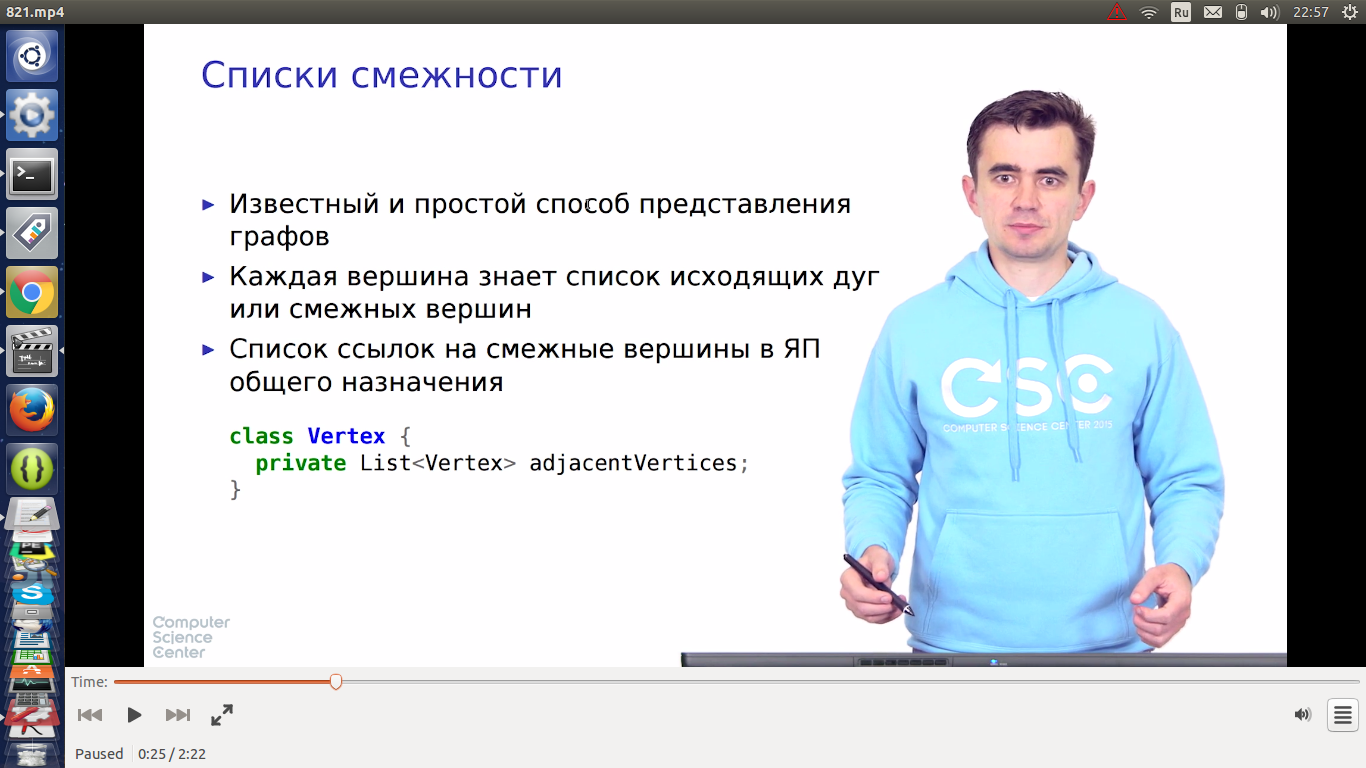 821.mp4
Ru
22:57
Списки смежности
► Известный и простой способ представления
графов
► Каждая вершина знает список исходящих дуг
или смежных вершин
► Список ссылок на смежные вершины в ЯП
общего назначения
class Vertex {
private List<Vertex> adjacentVertices;
}
CSC
COMPUTER SCIENCE CENTER 2015
Computer
Science
Center
Time:
Paused
0:25 / 2:22